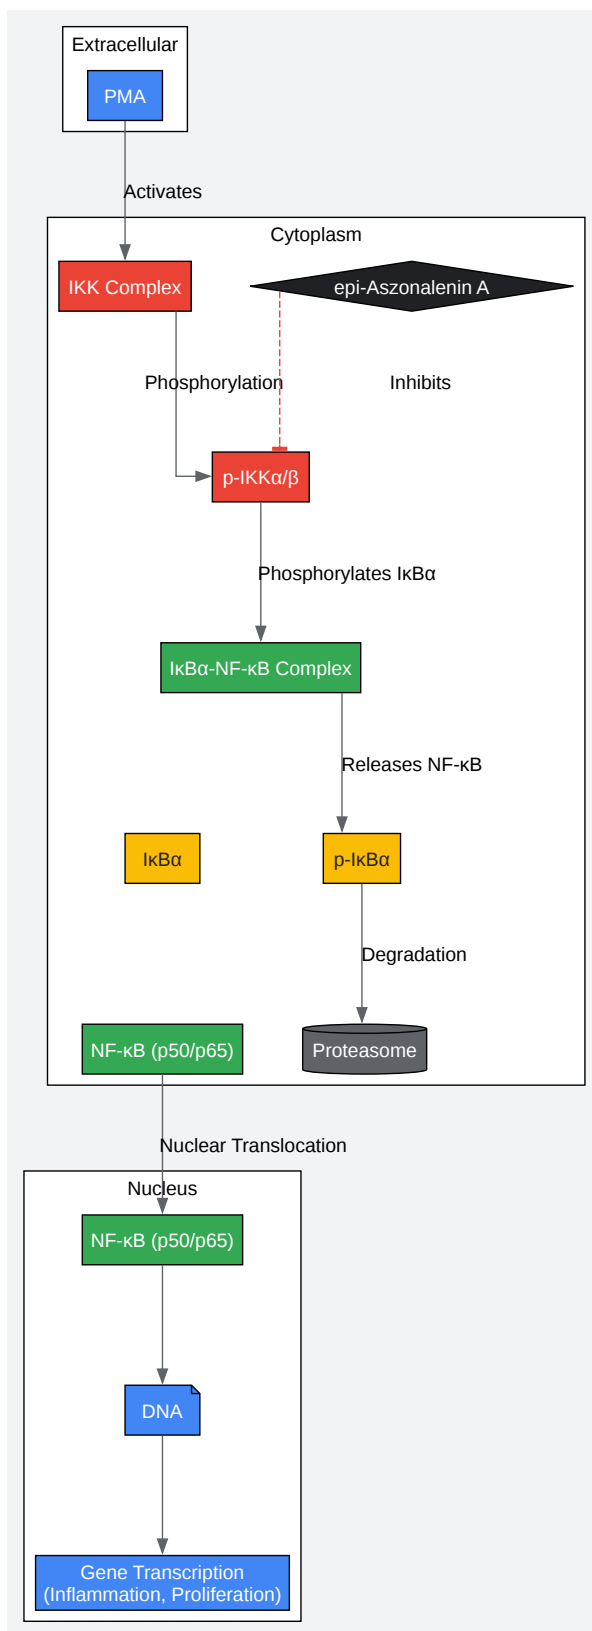 Extracellular
PMA
Activates
Cytoplasm
IKK Complex
epi-Aszonalenin A
Phosphorylation
Inhibits
p-IKKα/β
Phosphorylates IκBα
IκBα-NF-κB Complex
Releases NF-κB
IκBα
p-IκBα
Degradation
NF-κB (p50/p65)
Proteasome
Nuclear Translocation
Nucleus
NF-κB (p50/p65)
DNA
Gene Transcription
(Inflammation, Proliferation)